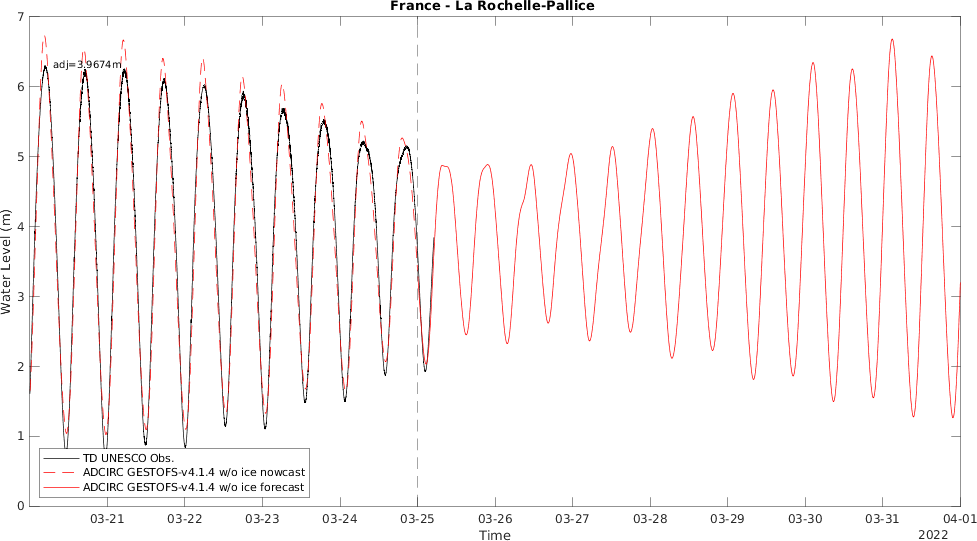 France - La Rochelle-Pallice
7
6
5
4
3
2
1
0
Water Level (m)
adj=3.9674m
TD UNESCO Obs.
ADCIRC GESTOFS-v4.1.4 w/o ice nowcast
ADCIRC GESTOFS-v4.1.4 w/o ice forecast
03-21 03-22 03-23 03-24 03-25 03-26 03-27 03-28 03-29 03-30 03-31 04-01
Time
2022